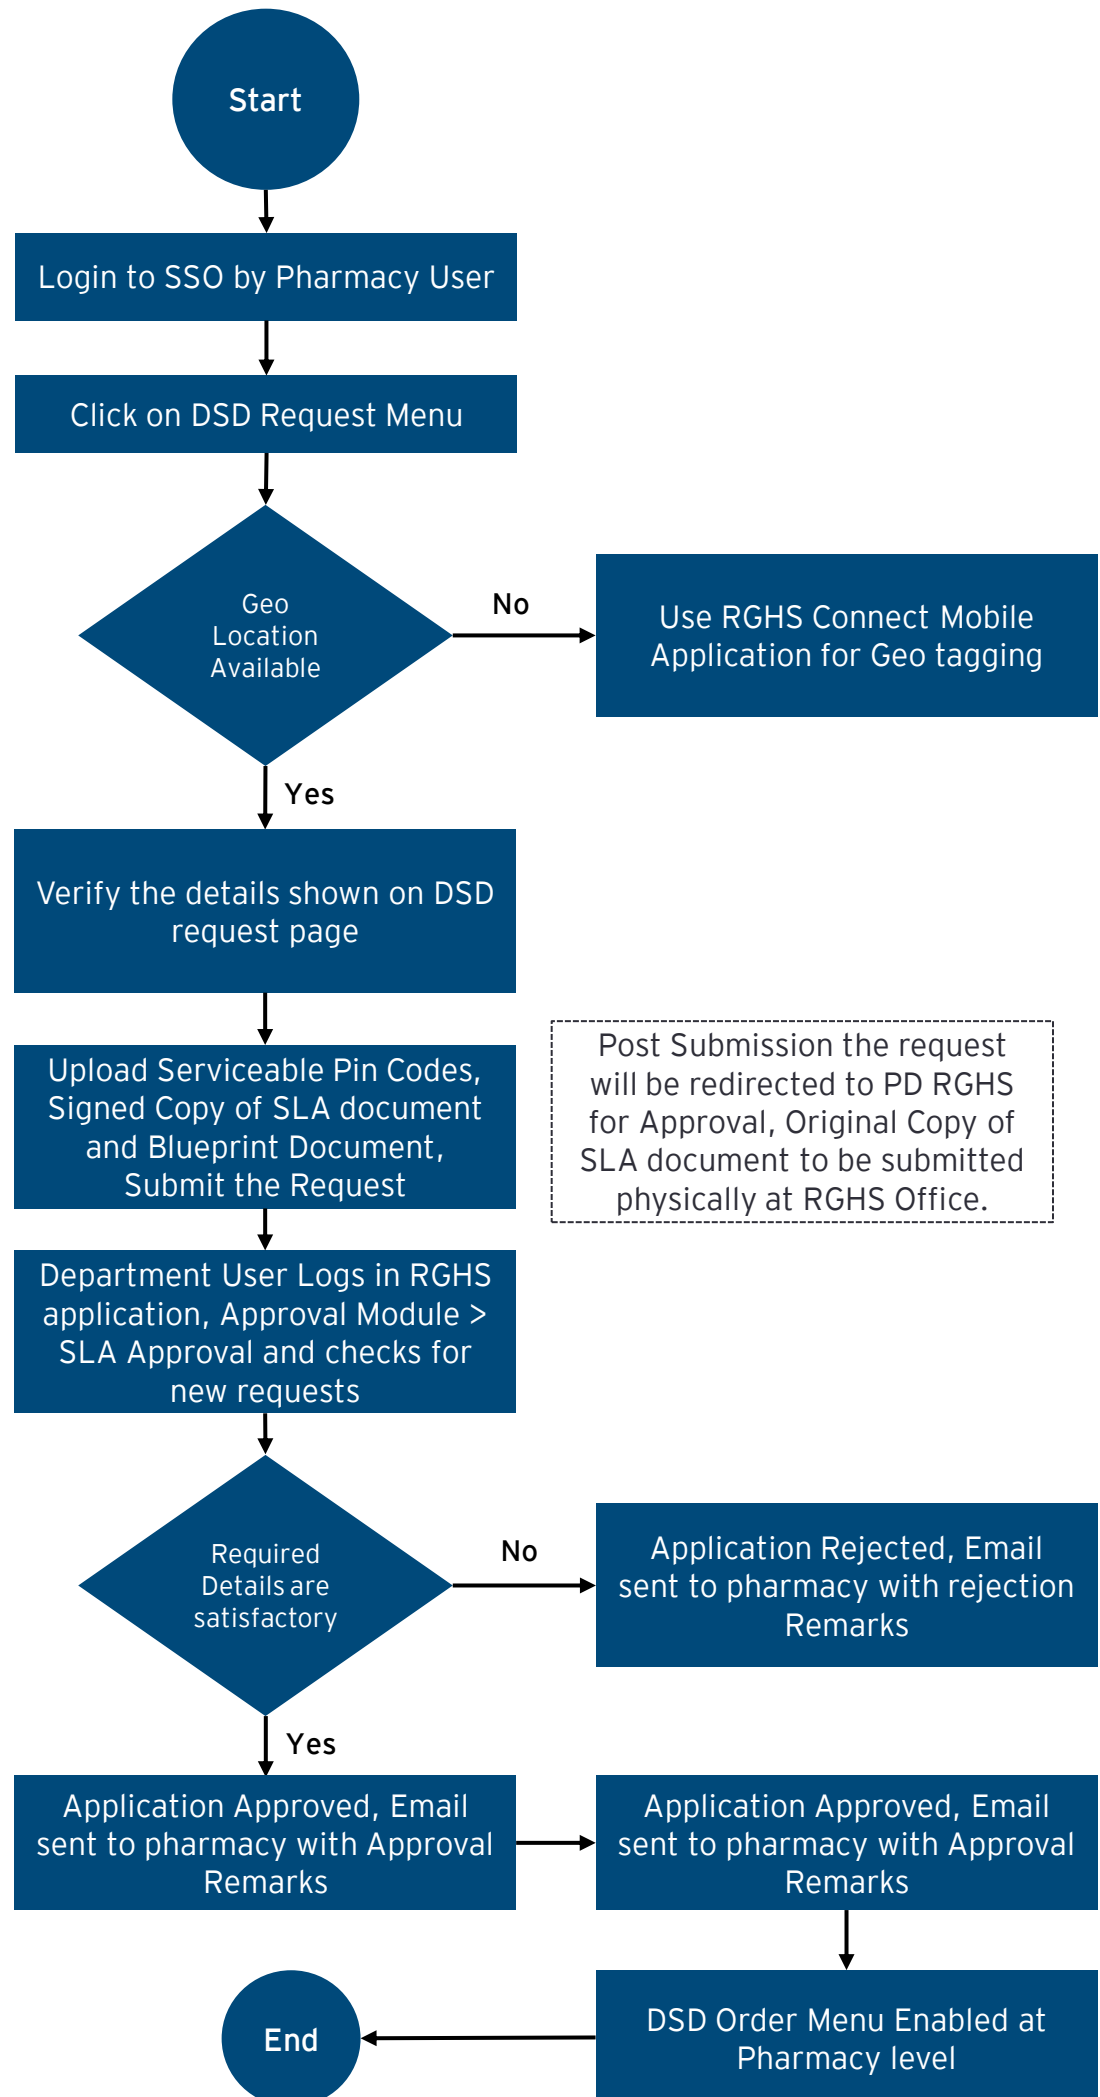 Start
Login to SSO by Pharmacy User
Click on DSD Request Menu
Geo
Location
Available
No
Use RGHS Connect Mobile
Application for Geo tagging
Yes
Verify the details shown on DSD
request page
Upload Serviceable Pin Codes,
Signed Copy of SLA document
and Blueprint Document,
Submit the Request
Post Submission the request
will be redirected to PD RGHS
for Approval, Original Copy of
SLA document to be submitted
physically at RGHS Office.
Department User Logs in RGHS
application, Approval Module >
SLA Approval and checks for
new requests
Required
Details are
satisfactory
No
Application Rejected, Email
sent to pharmacy with rejection
Remarks
Yes
Application Approved, Email
sent to pharmacy with Approval
Remarks
Application Approved, Email
sent to pharmacy with Approval
Remarks
DSD Order Menu Enabled at
Pharmacy level
End